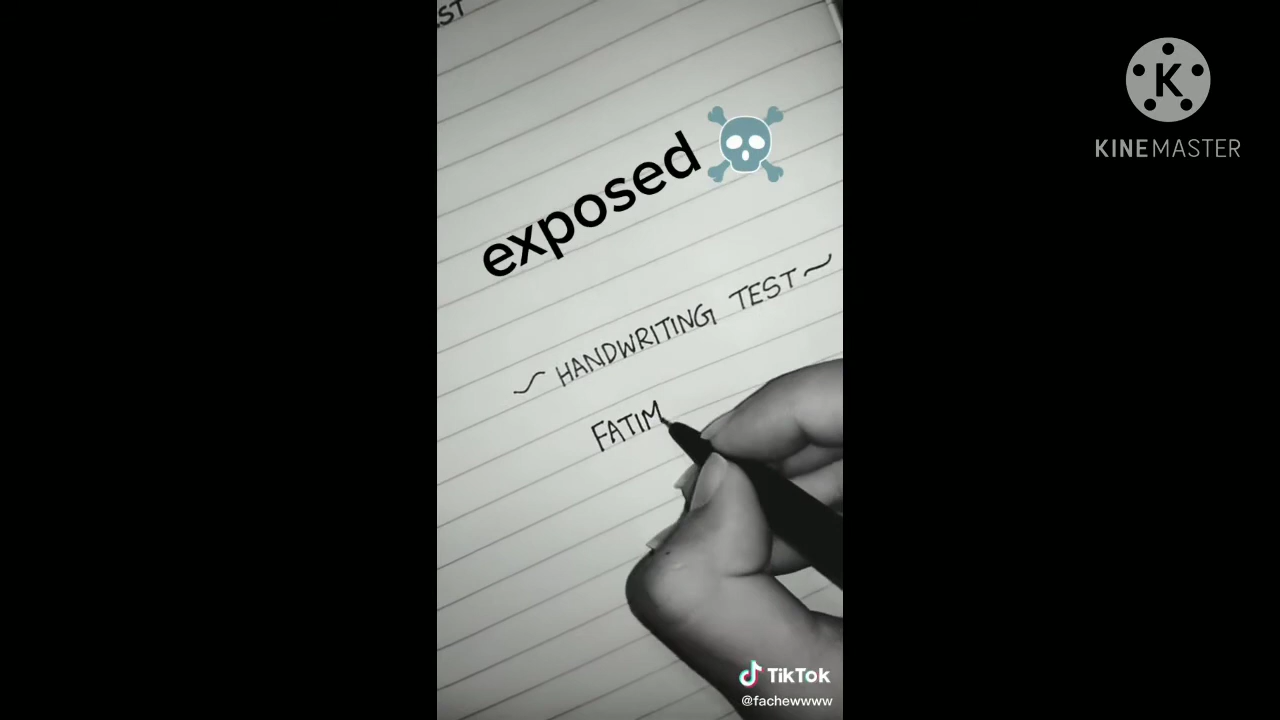 exposed
~ HANDWRITING TEST ~
FATIM
KINEMASTER
TikTok
@fachewwww